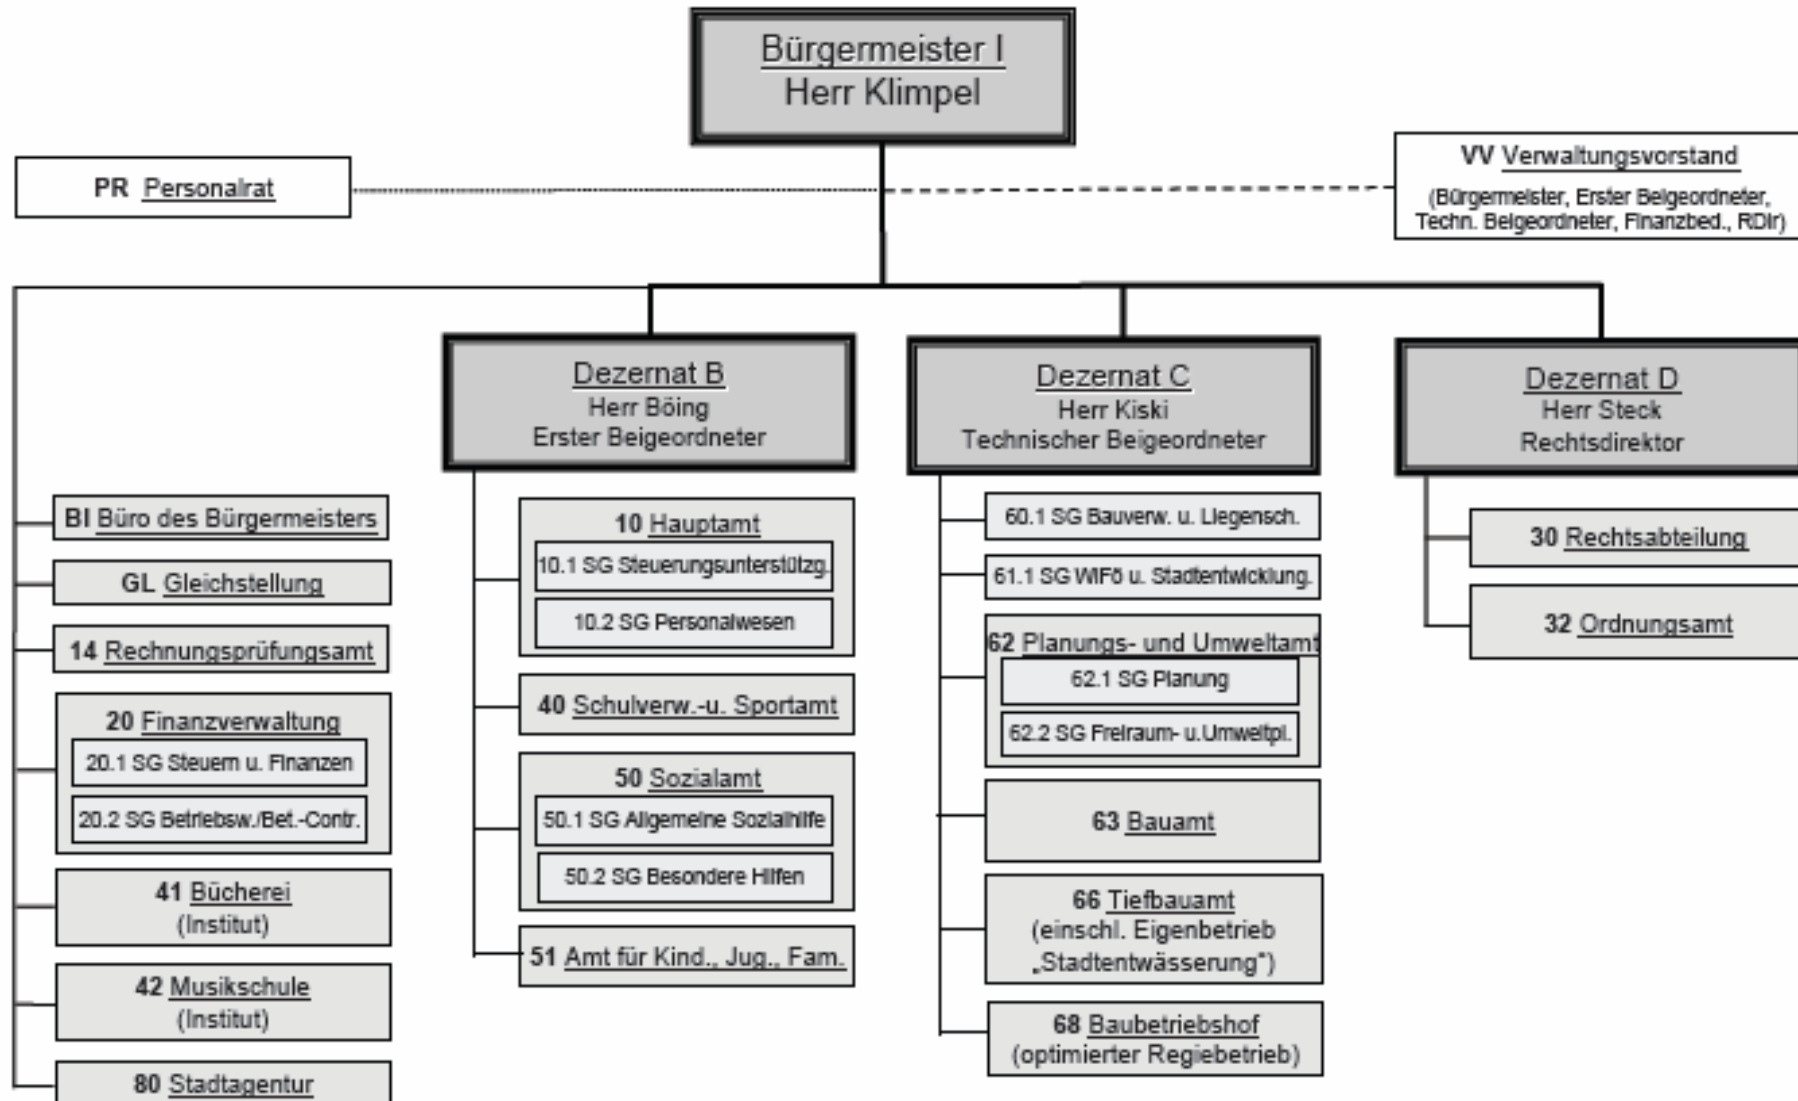 Bürgermeister I
Herr Klimpel
PR Personalrat
VV Verwaltungsvorstand
(Bürgermeister, Erster Beigeordneter,
Techn. Beigeordneter, Finanzbed., RDir)
Dezernat B
Herr Böing
Erster Beigeordneter
Dezernat C
Herr Kiski
Technischer Beigeordneter
Dezernat D
Herr Steck
Rechtsdirektor
BI Büro des Bürgermeisters
GL Gleichstellung
14 Rechnungsprüfungsamt
20 Finanzverwaltung
20.1 SG Steuern u. Finanzen
20.2 SG Betriebsw./Bet.-Contr.
41 Bücherei
(Institut)
42 Musikschule
(Institut)
80 Stadtagentur
10 Hauptamt
10.1 SG Steuerungsunterstützg.
10.2 SG Personalwesen
40 Schulverw.-u. Sportamt
50 Sozialamt
50.1 SG Allgemeine Sozialhilfe
50.2 SG Besondere Hilfen
51 Amt für Kind., Jug., Fam.
60.1 SG Bauverw. u. Liegensch.
61.1 SG WiFö u. Stadtentwicklung.
62 Planungs- und Umweltamt
62.1 SG Planung
62.2 SG Freiraum- u.Umweltpl.
63 Bauamt
66 Tiefbauamt
(einschl. Eigenbetrieb
„Stadtentwässerung")
68 Baubetriebshof
(optimierter Regiebetrieb)
30 Rechtsabteilung
32 Ordnungsamt